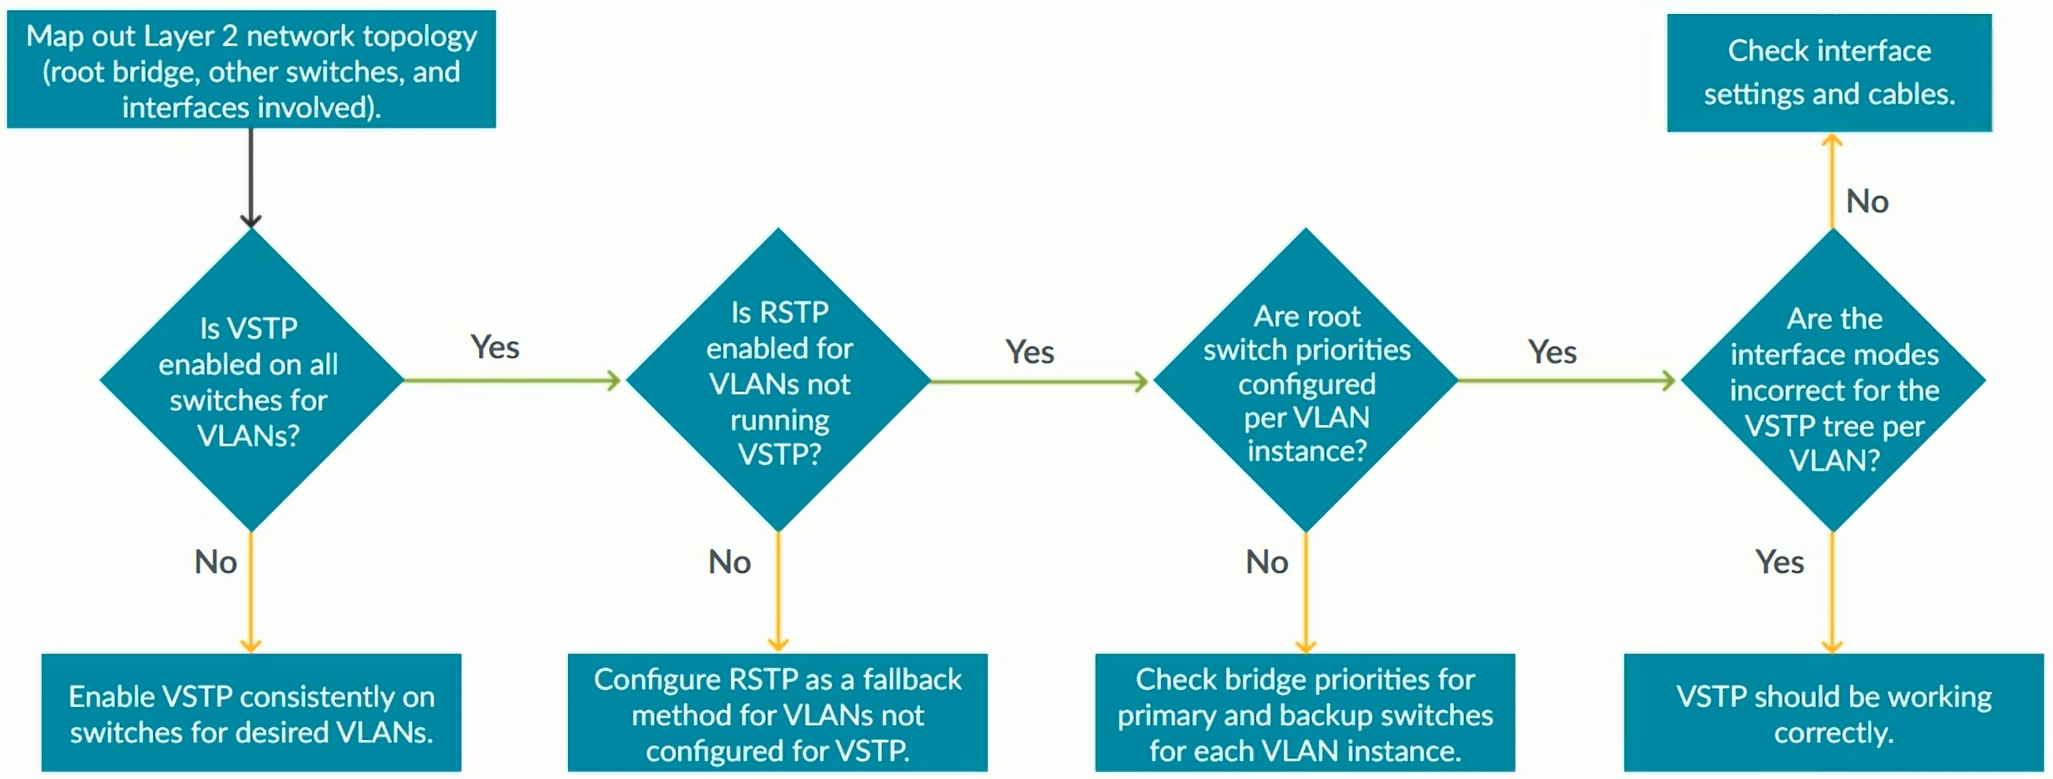 Map out Layer 2 network topology
(root bridge, other switches, and
interfaces involved).
Is VSTP
enabled on all
switches for
VLANs?
Yes
No
Enable VSTP consistently on
switches for desired VLANs.
Is RSTP
enabled for
VLANs not
running
VSTP?
Yes
No
Configure RSTP as a fallback
method for VLANs not
configured for VSTP.
Are root
switch priorities
configured
per VLAN
instance?
Yes
No
Check bridge priorities for
primary and backup switches
for each VLAN instance.
Are the
interface modes
incorrect for the
VSTP tree per
VLAN?
No
Check interface
settings and cables.
Yes
VSTP should be working
correctly.